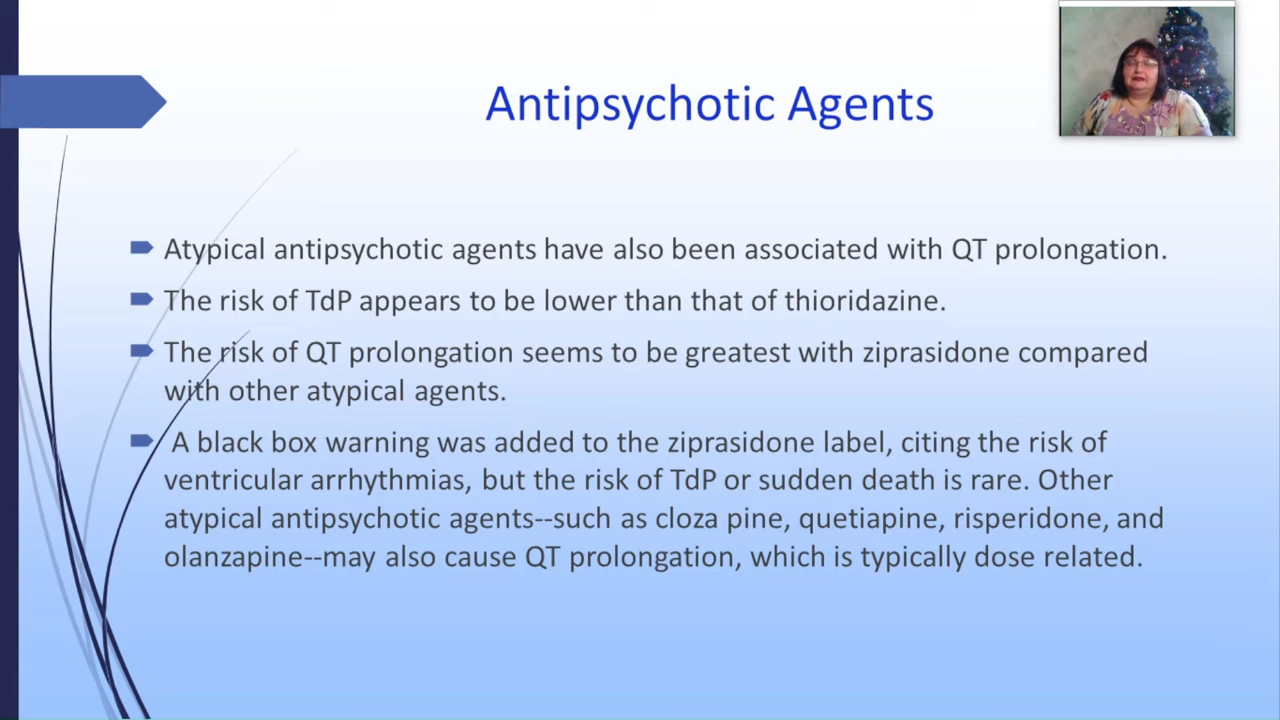 Antipsychotic Agents
Atypical antipsychotic agents have also been associated with QT prolongation.
The risk of TdP appears to be lower than that of thioridazine.
The risk of QT prolongation seems to be greatest with ziprasidone compared
with other atypical agents.
A black box warning was added to the ziprasidone label, citing the risk of
ventricular arrhythmias, but the risk of TdP or sudden death is rare. Other
atypical antipsychotic agents--such as cloza pine, quetiapine, risperidone, and
olanzapine--may also cause QT prolongation, which is typically dose related.